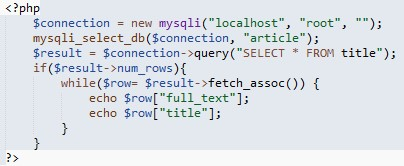 <?php
$connection = new mysqli("localhost", "root", "");
mysqli_select_db($connection, "article");
$result = $connection->query("SELECT * FROM title");
if($result->num_rows){
while($row= $result->fetch_assoc()) {
echo $row["full_text"];
echo $row["title"];
}
}
?>